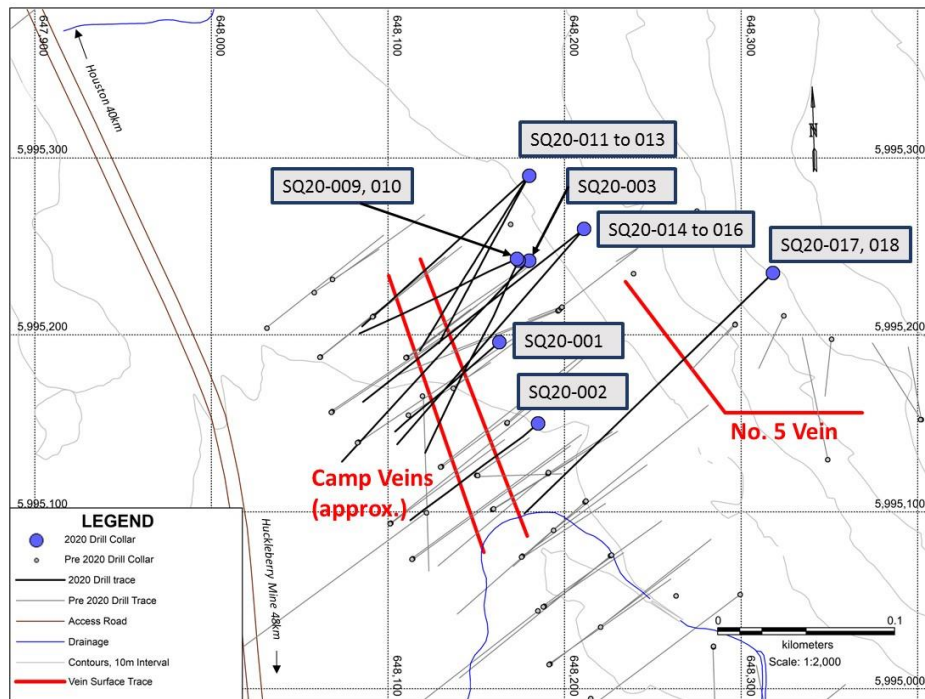 647,900
648,000
648,100
648,200
648,300
Houston 40km
N
5,995,300
5,995,300
SQ20-011 to 013
SQ20-009, 010
SQ20-003
SQ20-014 to 016
SQ20-017, 018
5,995,200
5,995,200
SQ20-001
SQ20-002
No. 5 Vein
Camp Veins
(approx.)
5,995,100
5,995,100
LEGEND
2020 Drill Collar
Pre 2020 Drill Collar
2020 Drill trace
Pre 2020 Drill Trace
Access Road
Drainage
Contours, 10m Interval
Vein Surface Trace
Huckleberry Mine 48km
0
0.1
kilometers
Scale: 1:2,000
5,995,000
648,100
648,200
648,300